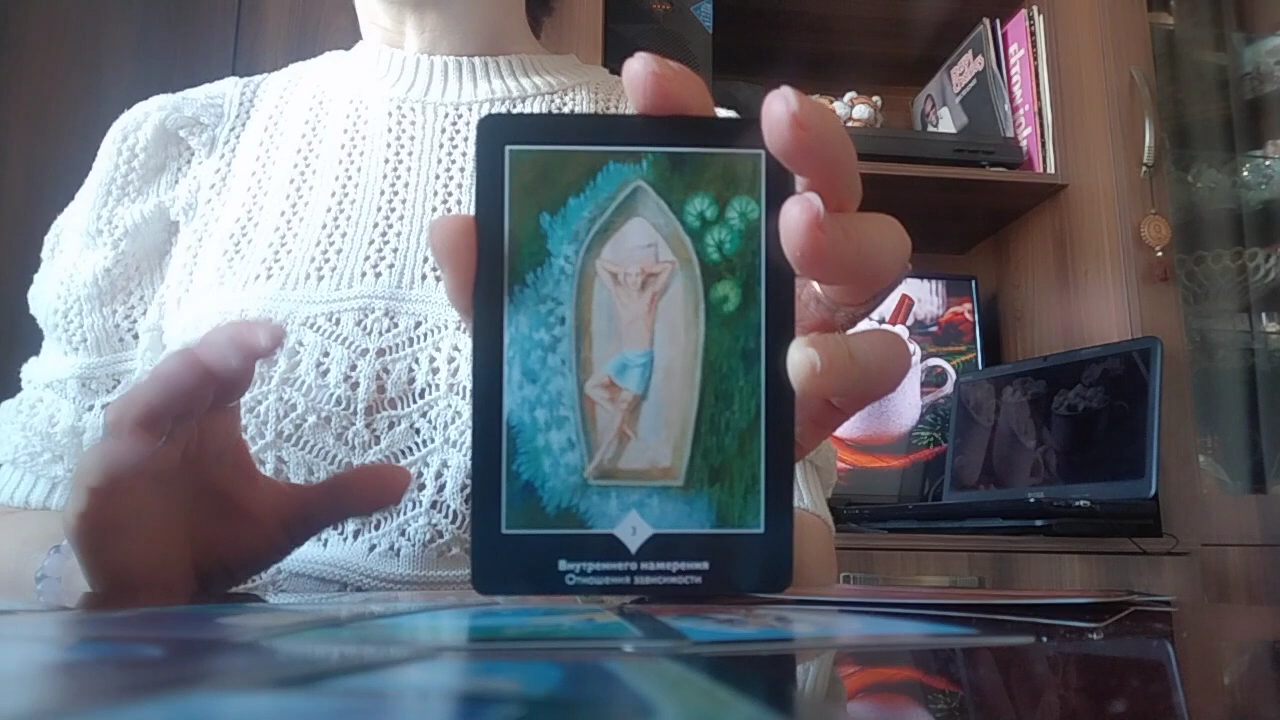 3
Внутреннего намерения
Отношения зависимости